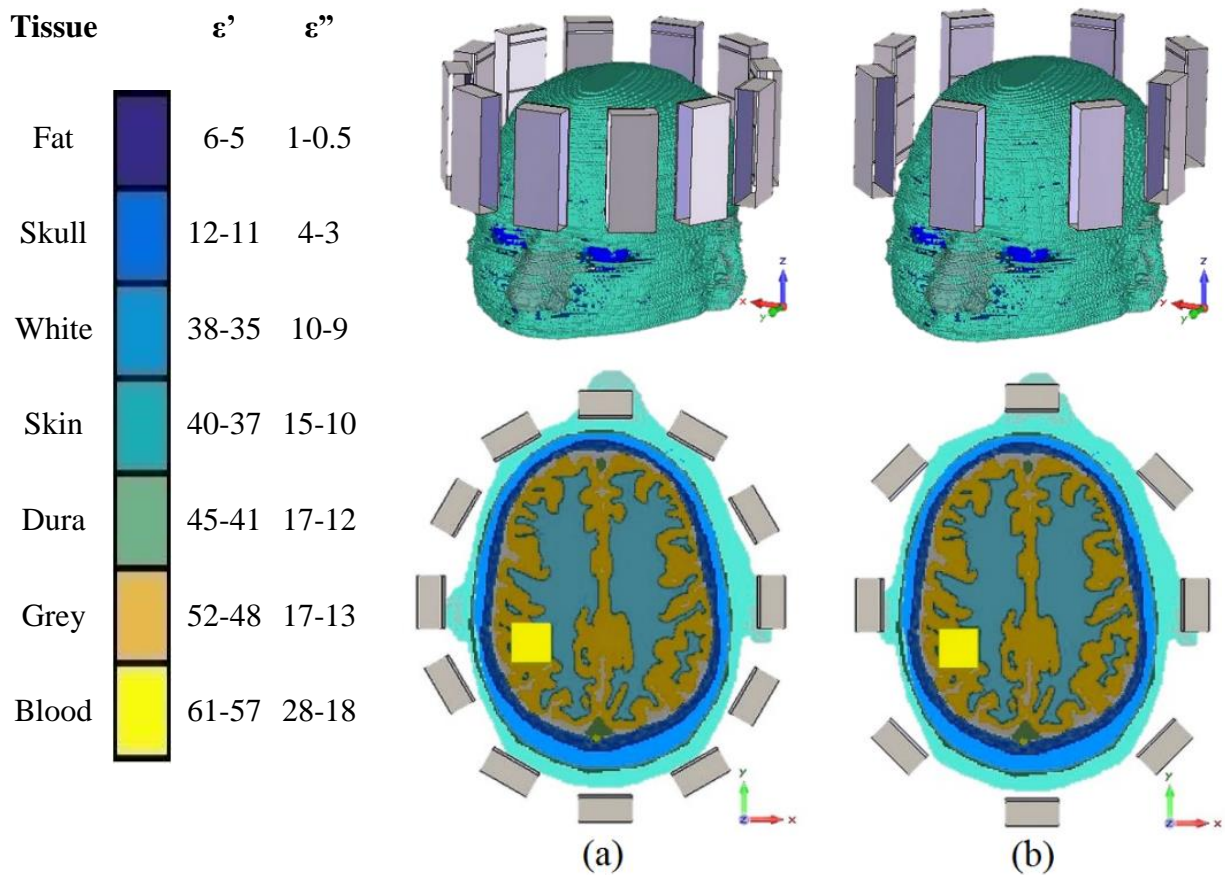 Tissue ε’ ε”
Fat 6-5 1-0.5
Skull 12-11 4-3
White 38-35 10-9
Skin 40-37 15-10
Dura 45-41 17-12
Grey 52-48 17-13
Blood 61-57 28-18
z x y
z y y
y z x
y z x
(a) (b)